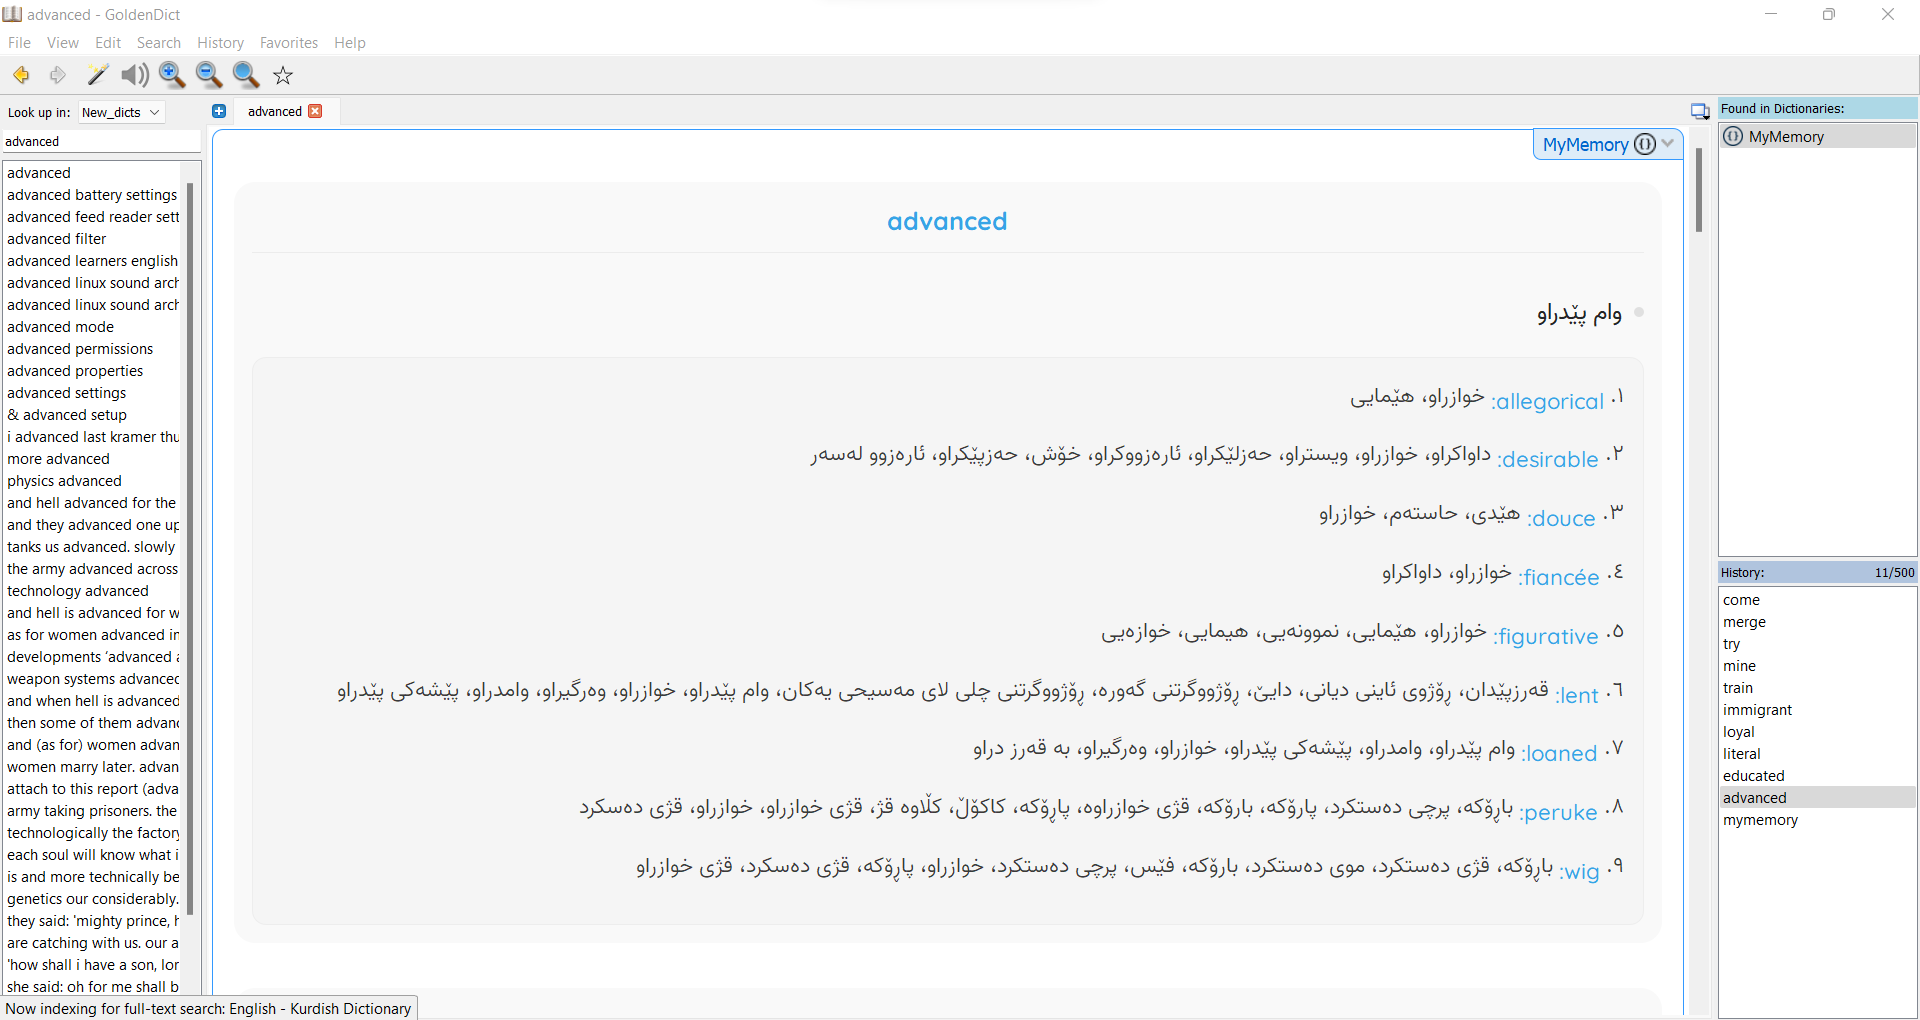 advanced - GoldenDict
File View Edit Search History Favorites Help
Look up in: New_dicts
advanced
advanced
advanced battery settings
advanced feed reader sett
advanced filter
advanced learners english
advanced linux sound arch
advanced linux sound arch
advanced mode
advanced permissions
advanced properties
advanced settings
& advanced setup
i advanced last kramer thu
more advanced
physics advanced
and hell advanced for the
and they advanced one up
tanks us advanced. slowly
the army advanced across
technology advanced
and hell is advanced for w
as for women advanced in
developments 'advanced a
weapon systems advanced
and when hell is advanced
then some of them advanc
and (as for) women advan
women marry later. advan
attach to this report (adva
army taking prisoners. the
technologically the factory
each soul will know what i
is and more technically be
genetics our considerably.
they said: 'mighty prince, h
are catching with us. our a
'how shall i have a son, lor
she said: oh for me shall b
Now indexing for full-text search: English - Kurdish Dictionary
advanced
MyMemory
advanced
وام پێدراو
١. allegorical: خوازراو، هێمایی
٢. desirable: داواکراو، خوازراو، ویستراو، حەزلێکراو، ئارەزووکراو، خۆش، حەزپێکراو، ئارەزوو لەسەر
٣. douce: هێدی، حاستەم، خوازراو
٤. fiancée: خوازراو، داواکراو
٥. figurative: خوازراو، هێمایی، نموونەیی، هیمایی، خوازەیی
٦. lent: قەرزپێدان، ڕۆژوی ئاینی دیانی، دایێ، ڕۆژووگرتنی گەورە، ڕۆژووگرتنی چلی لای مەسیحی یەکان، وام پێدراو، خوازراو، وەرگیراو، وامدراو، پێشەکی پێدراو
٧. loaned: وام پێدراو، وامدراو، پێشەکی پێدراو، خوازراو، وەرگیراو، بە قەرز دراو
٨. peruke: باڕۆکە، پرچی دەستکرد، پارۆکە، بارۆکە، قژی خوازراوە، پاڕۆکە، کاکۆڵ، کڵاوە قژ، قژی خوازراو، خوازراو، قژی دەسکرد
٩. wig: باڕۆکە، قژی دەستکرد، موی دەستکرد، بارۆکە، فێس، پرچی دەستکرد، خوازراو، پاڕۆکە، قژی دەسکرد، قژی خوازراو
Found in Dictionaries:
MyMemory
History: 11/500
come
merge
try
mine
train
immigrant
loyal
literal
educated
advanced
mymemory